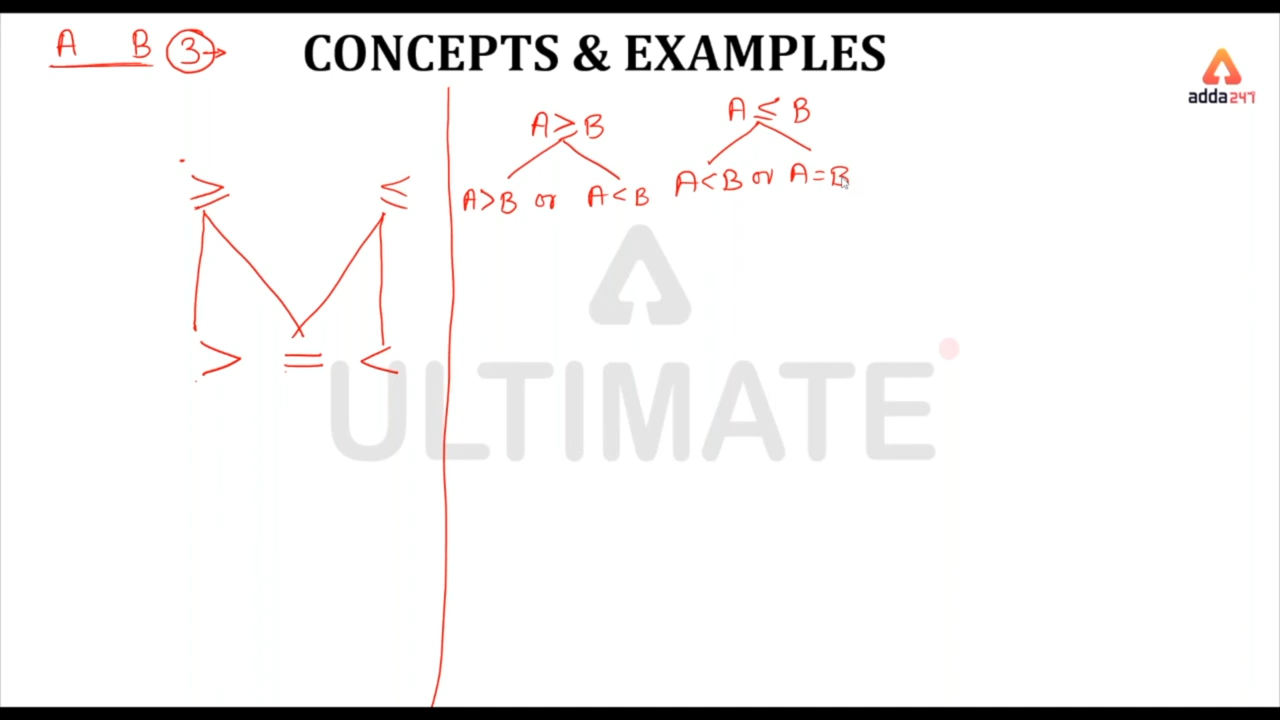 A B 3→
CONCEPTS & EXAMPLES
adda247
A≥B
A≤B
A>B or A<B
A<B or A=B
≥ ≤
> = <
ULTIMATE